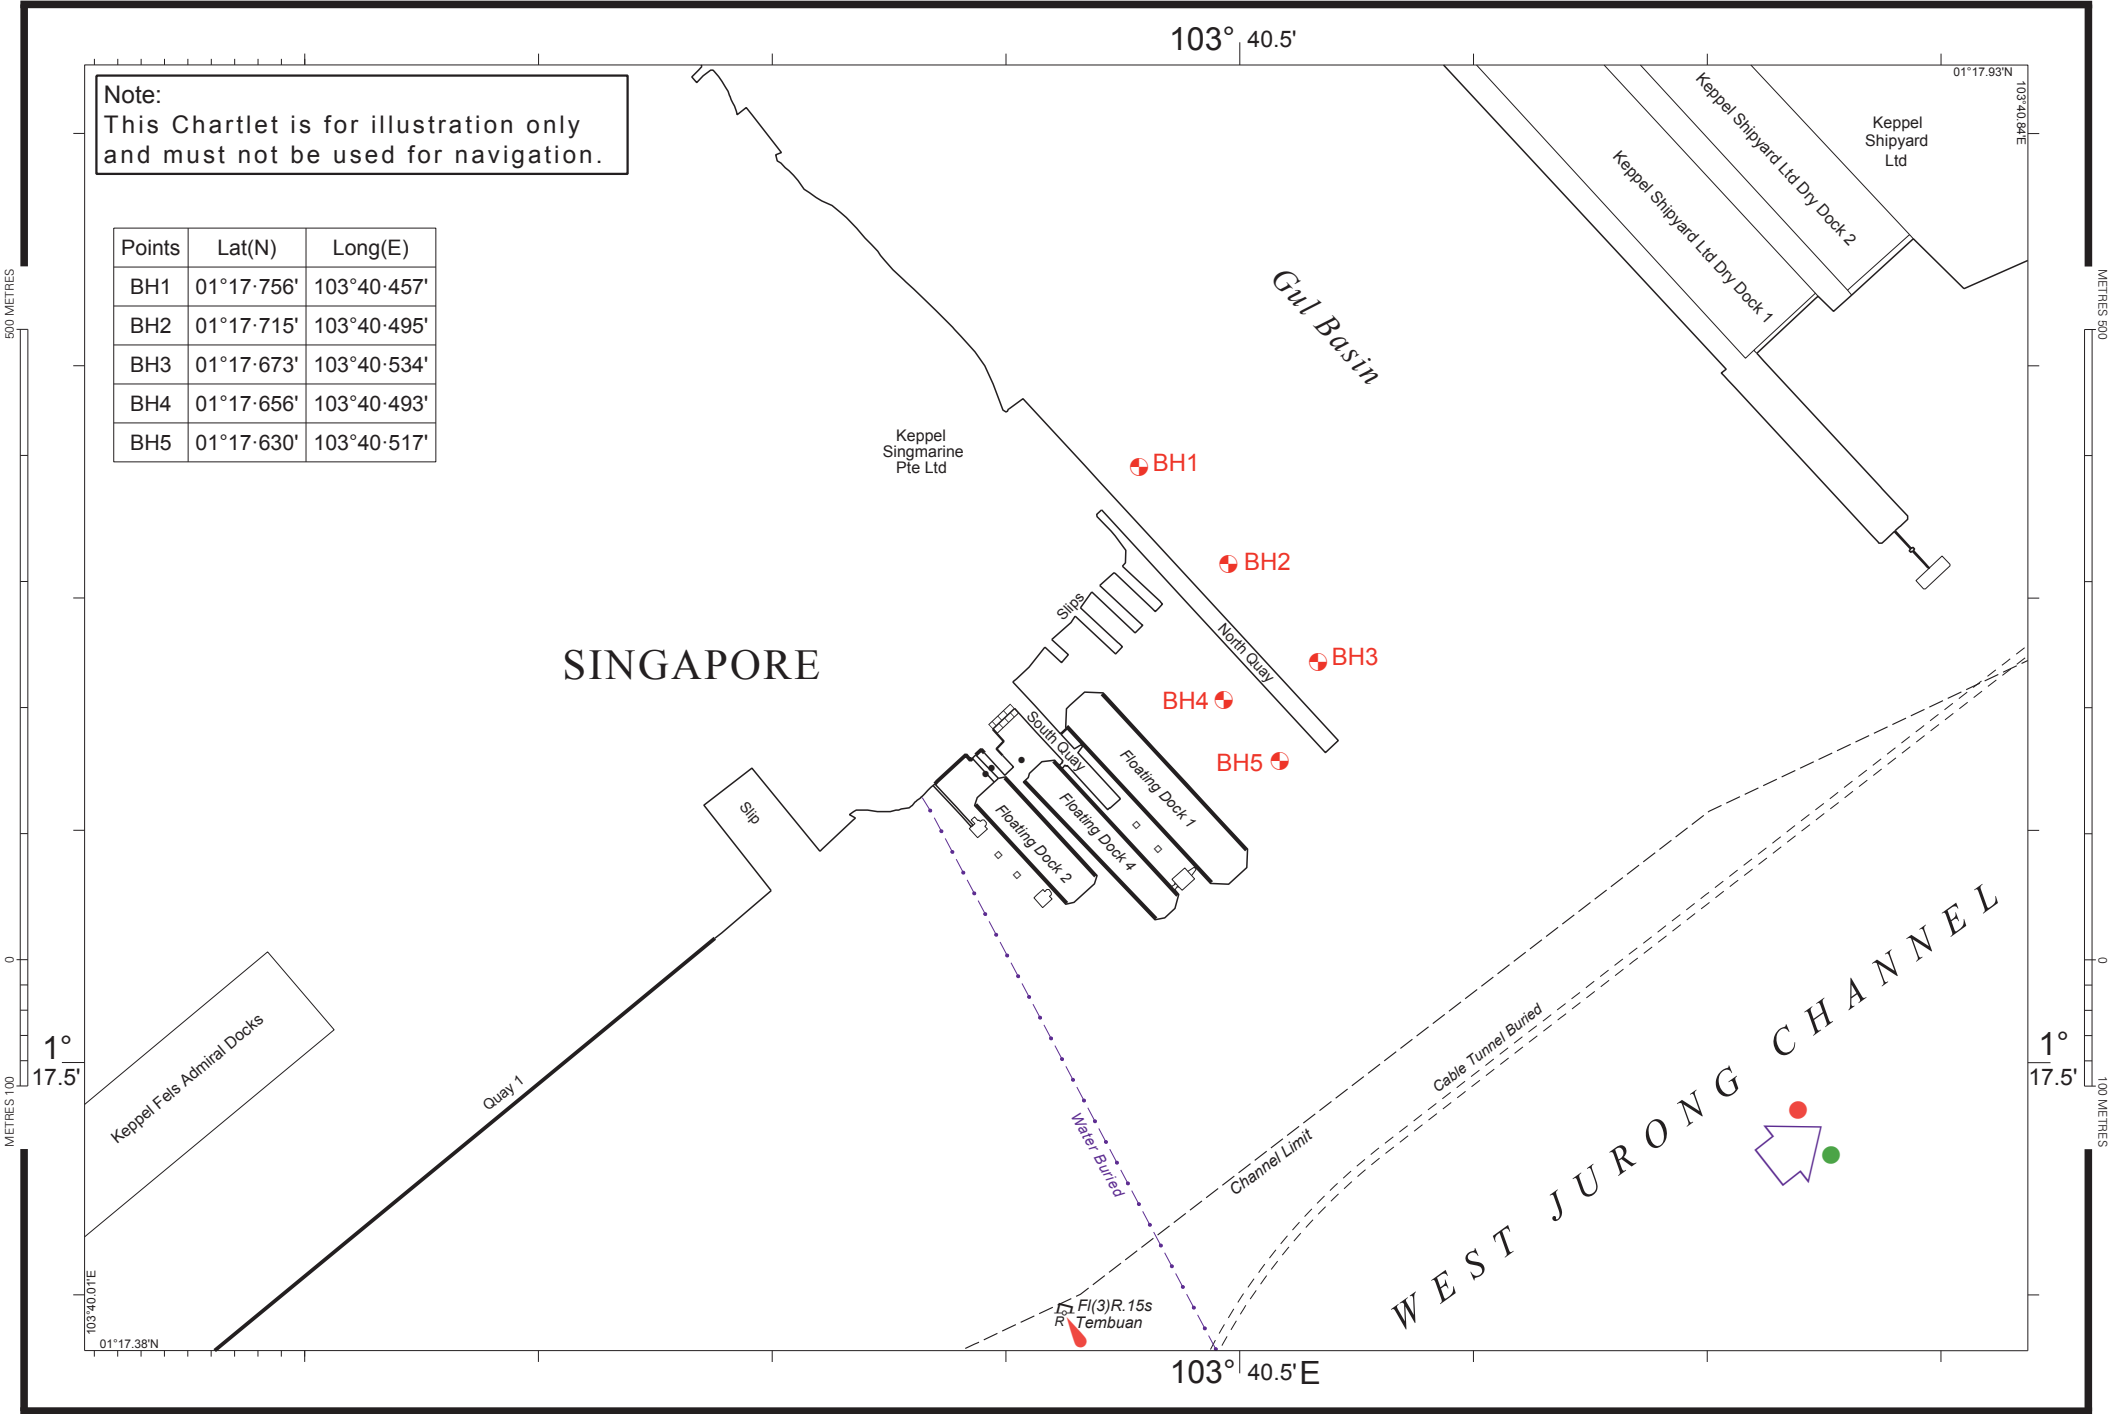 103° 40.5'
01°17.93'N
103°40.84'E
Note:
This Chartlet is for illustration only
and must not be used for navigation.
Points Lat(N) Long(E)
BH1 01°17·756' 103°40·457'
BH2 01°17·715' 103°40·495'
BH3 01°17·673' 103°40·534'
BH4 01°17·656' 103°40·493'
BH5 01°17·630' 103°40·517'
Keppel Shipyard Ltd Dry Dock 2
Keppel
Shipyard
Ltd
Keppel Shipyard Ltd Dry Dock 1
500 METRES
METRES 500
Gul Basin
Keppel
Singmarine
Pte Ltd
BH1
BH2
Slips
North Quay
BH3
SINGAPORE
BH4
South Quay
BH5
Floating Dock 1
Floating Dock 4
Floating Dock 2
Slip
0
0
Keppel Fels Admiral Docks
Quay 1
1°
17.5'
1°
17.5'
METRES 100
100 METRES
Water Buried
Channel Limit
Cable Tunnel Buried
WEST JURONG CHANNEL
Fl(3)R.15s
R Tembuan
103°40.01'E
01°17.38'N
103° 40.5'E